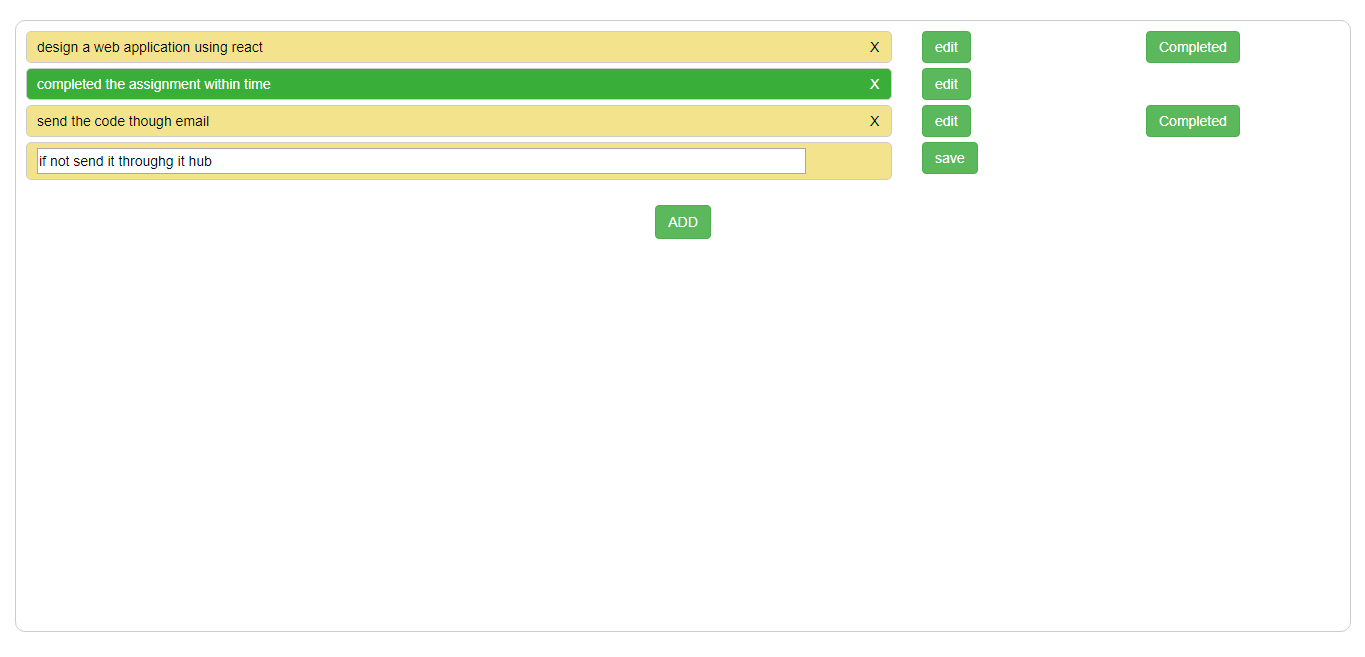 design a web application using react X edit Completed
completed the assignment within time X edit
send the code though email X edit Completed
if not send it throughg it hub save
ADD